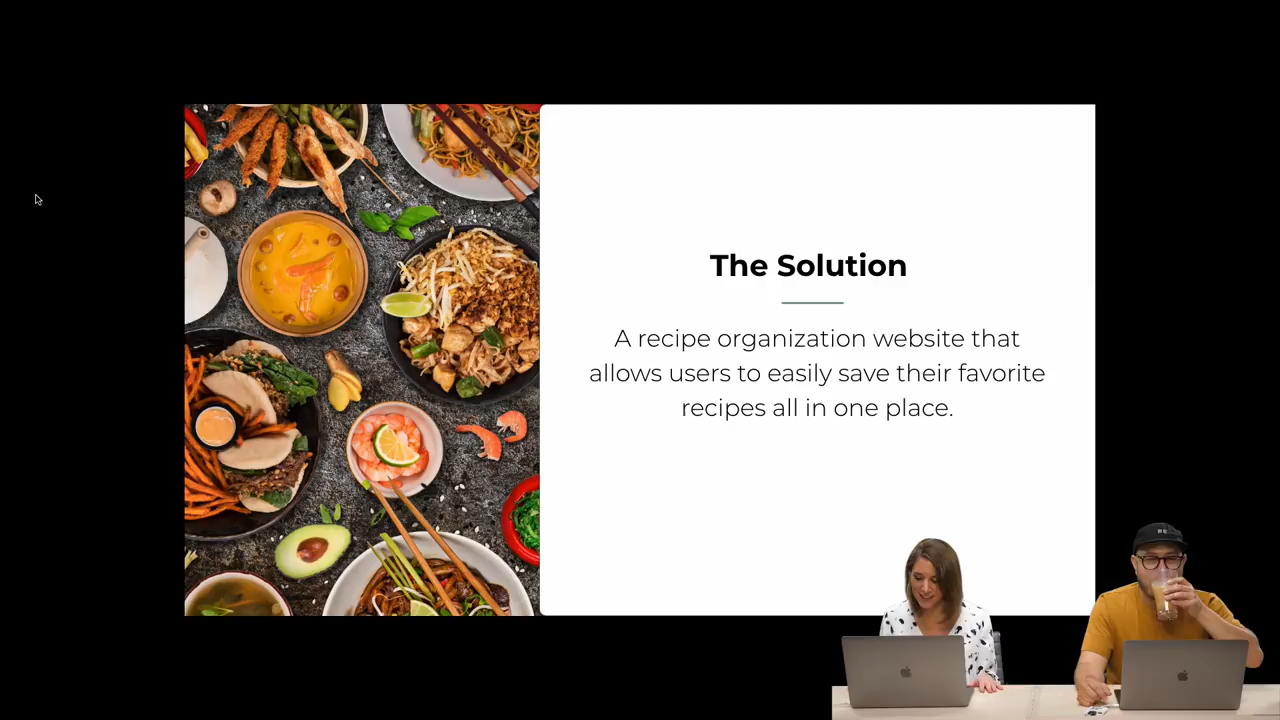 The Solution
A recipe organization website that
allows users to easily save their favorite
recipes all in one place.